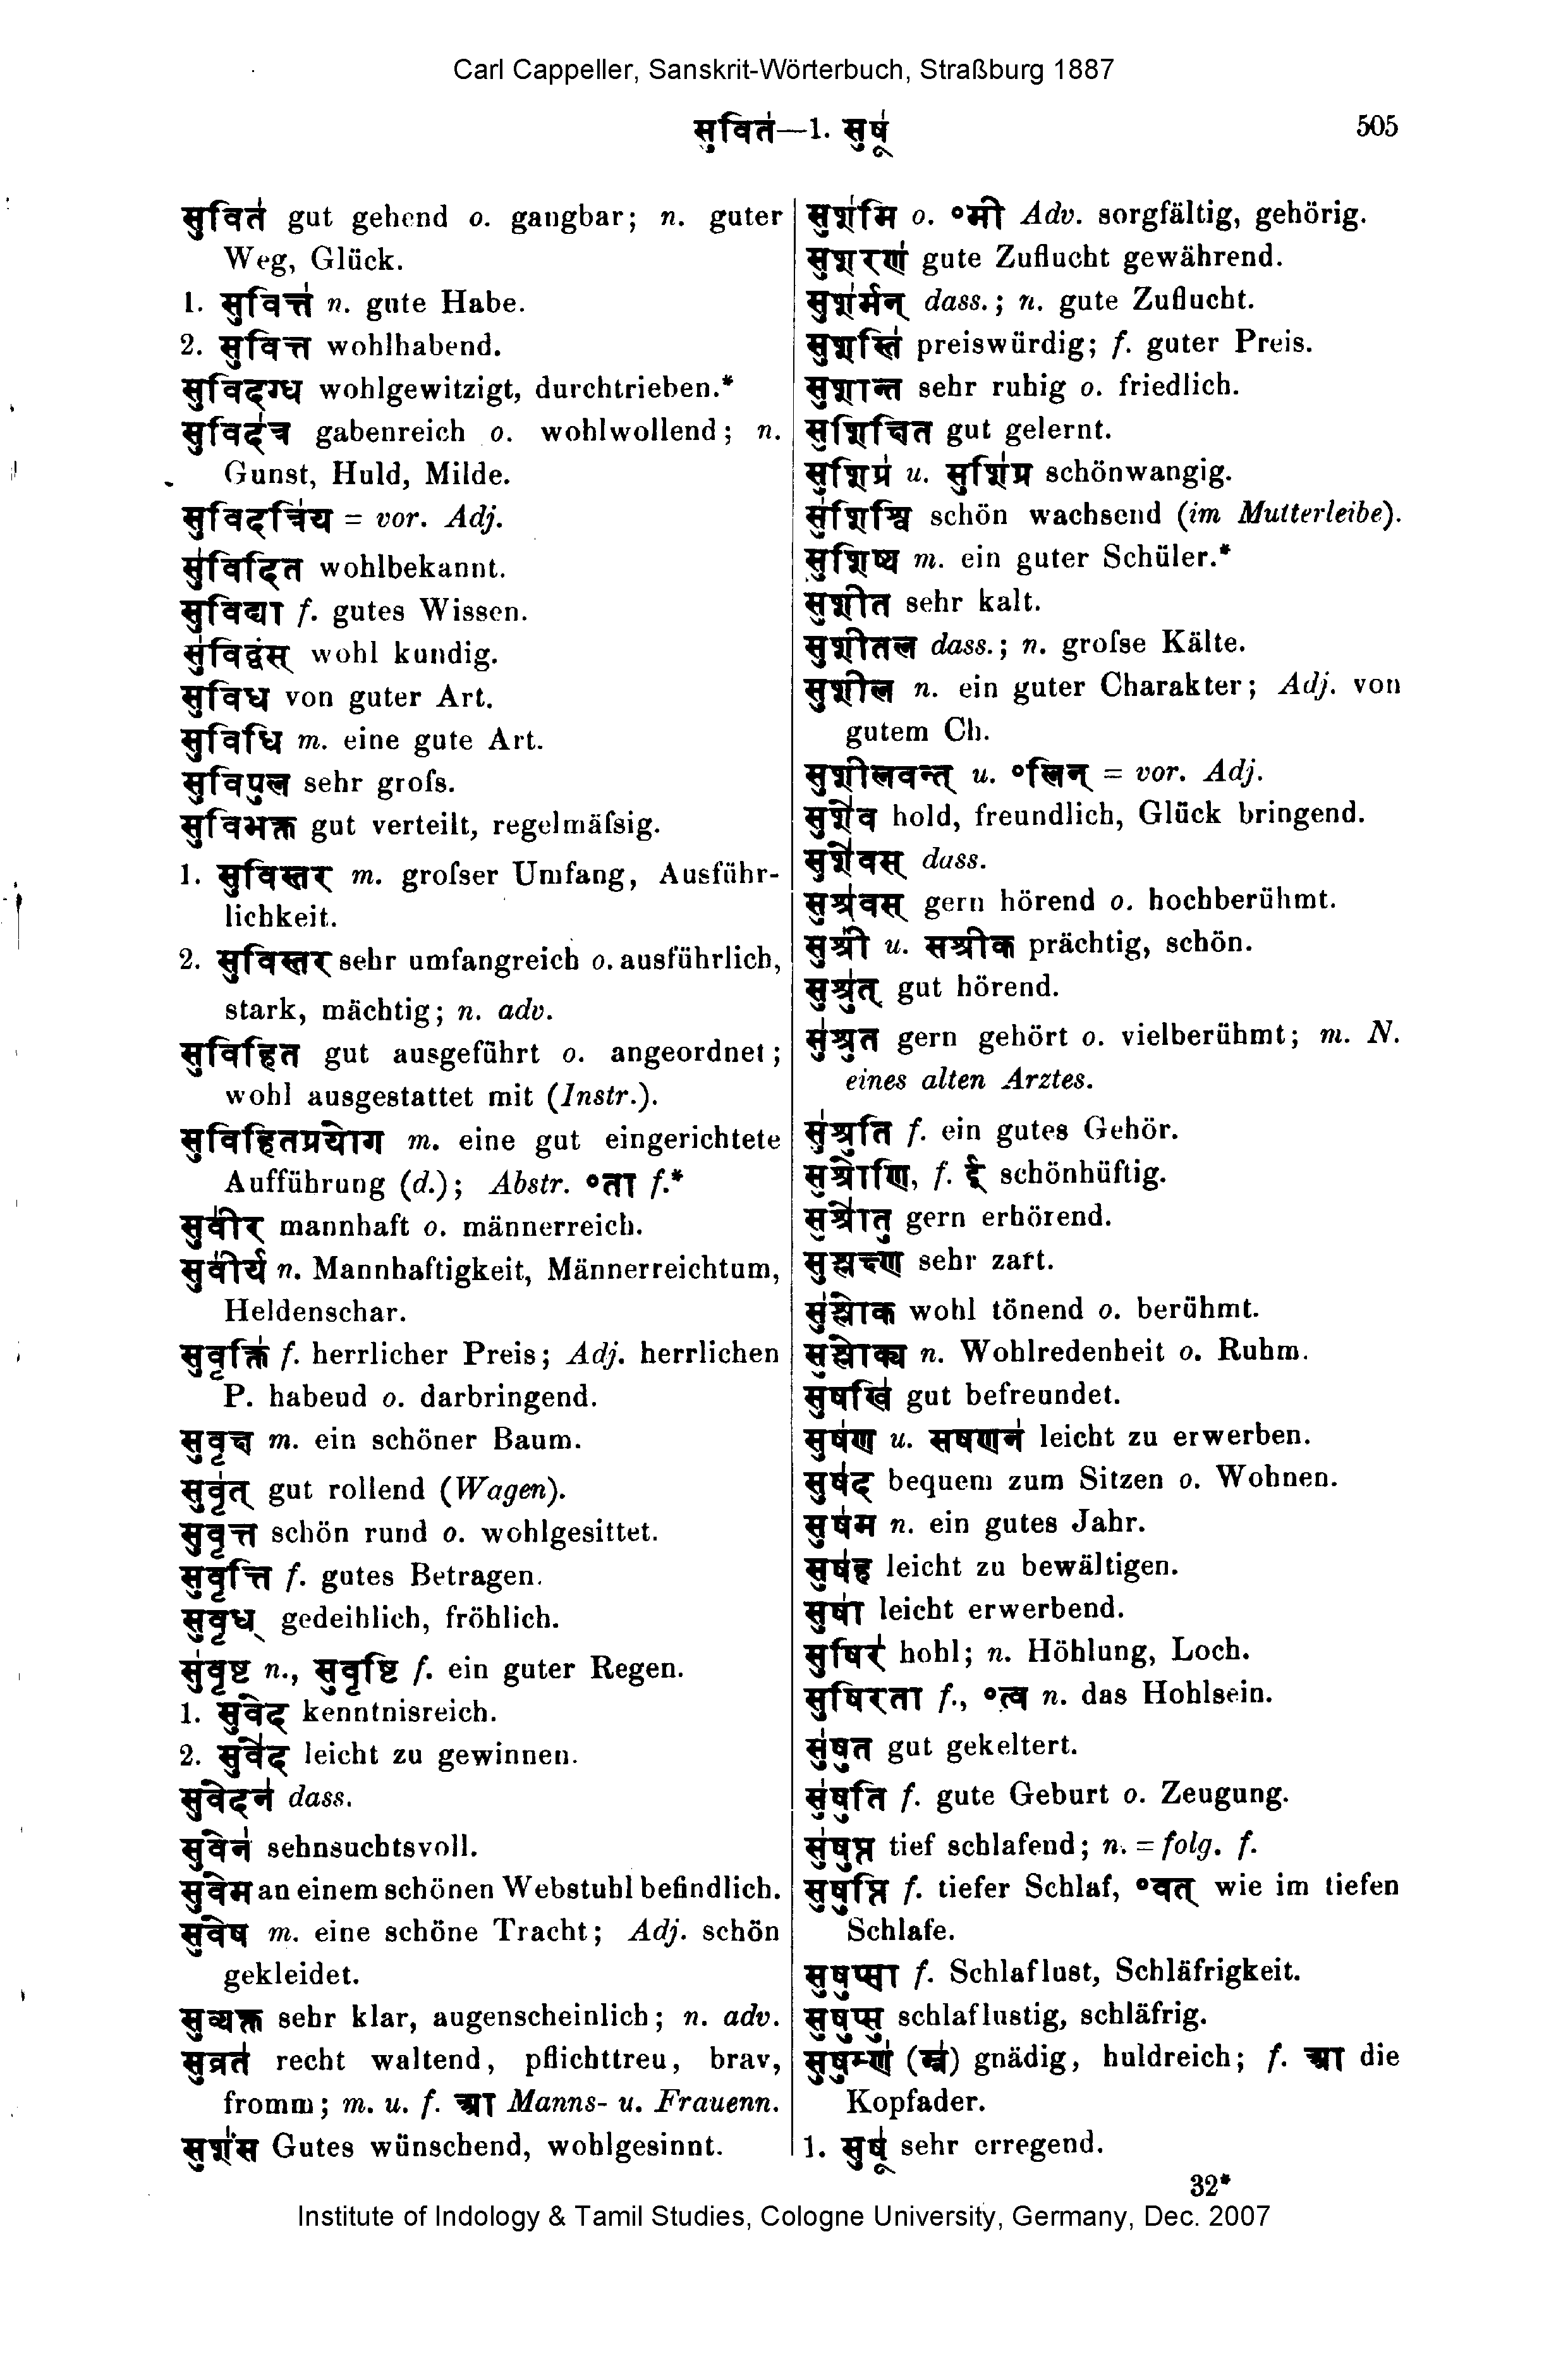 Carl Cappeller, Sanskrit-Wörterbuch, Straßburg 1887
सुवित॑—1. सुषू॑
505
सुवित॑ gut gehend o. gangbar; n. guter
Weg, Glück.
1. सुवित्त॑ n. gute Habe.
2. सुवित्त wohlhabend.
सुविदग्ध wohlgewitzigt, durchtrieben.*
सुविद॑त्र gabenreich o. wohlwollend; n.
Gunst, Huld, Milde.
सुविदत्रि॑य = vor. Adj.
सु॑विदित wohlbekannt.
सुविद्या f. gutes Wissen.
सु॑विद्वंस् wohl kundig.
सुविध von guter Art.
सुविधि m. eine gute Art.
सुविपुल sehr groſs.
सुविभक्त gut verteilt, regelmäſsig.
1. सुविस्तर m. groſser Umfang, Ausführ-
lichkeit.
2. सुविस्तर sehr umfangreich o. ausführlich,
stark, mächtig; n. adv.
सुविहित gut ausgeführt o. angeordnet;
wohl ausgestattet mit (Instr.).
सुविहितप्रयोग m. eine gut eingerichtete
Aufführung (d.); Abstr. °ता f.*
सुवी॑र mannhaft o. männerreich.
सुवी॑र्य n. Mannhaftigkeit, Männerreichtum,
Heldenschar.
सुवृक्ति॑ f. herrlicher Preis; Adj. herrlichen
P. habend o. darbringend.
सुवृक्ष m. ein schöner Baum.
सुवृ॑त् gut rollend (Wagen).
सुवृत्त schön rund o. wohlgesittet.
सुवृत्ति f. gutes Betragen.
सुवृध् gedeihlich, fröhlich.
सु॑वृष्ट n., सुवृष्टि f. ein guter Regen.
1. सुवेद kenntnisreich.
2. सुवे॑द leicht zu gewinnen.
सुवेदन॑ dass.
सुवेन॑ sehnsuchtsvoll.
सुवेम an einem schönen Webstuhl befindlich.
सुवेष m. eine schöne Tracht; Adj. schön
gekleidet.
सुव्यक्त sehr klar, augenscheinlich; n. adv.
सुव्रत॑ recht waltend, pflichttreu, brav,
fromm; m. u. f. आ Manns- u. Frauenn.
सुशं॑स Gutes wünschend, wohlgesinnt.
सुश॑मि o. °मी Adv. sorgfältig, gehörig.
सुशरण॑ gute Zuflucht gewährend.
सुश॑र्मन् dass.; n. gute Zuflucht.
सुशस्ति॑ preiswürdig; f. guter Preis.
सुशान्त sehr ruhig o. friedlich.
सुशिक्षित gut gelernt.
सुशिप्र॑ u. सुशि॑प्र schönwangig.
सु॑शिश्वि schön wachsend (im Mutterleibe).
सुशिष्य m. ein guter Schüler.*
सुशीत sehr kalt.
सुशीतल dass.; n. groſse Kälte.
सुशील n. ein guter Charakter; Adj. von
gutem Ch.
सुशीलवन्त् u. °लिन् = vor. Adj.
सुशे॑व hold, freundlich, Glück bringend.
सुशे॑वस् dass.
सुश्र॑वस् gern hörend o. hochberühmt.
सुश्री॑ u. सश्रीक prächtig, schön.
सुश्रु॑त् gut hörend.
सु॑श्रुत gern gehört o. vielberühmt; m. N.
eines alten Arztes.
सु॑श्रुति f. ein gutes Gehör.
सुश्रोणि, f. ई schönhüftig.
सुश्रो॑तु gern erhörend.
सुश्लक्ष्ण sehr zart.
सु॑श्लोक wohl tönend o. berühmt.
सुश्लोक्य n. Wohlredenheit o. Ruhm.
सुषखि॑ gut befreundet.
सुष॑ण u. सषणन॑ leicht zu erwerben.
सुष॑द् bequem zum Sitzen o. Wohnen.
सुष॑म n. ein gutes Jahr.
सुष॑ह leicht zu bewältigen.
सुषा॑ leicht erwerbend.
सुषिर॑ hohl; n. Höhlung, Loch.
सुषिरता f., °त्व n. das Hohlsein.
सु॑षुत gut gekeltert.
सु॑षुति f. gute Geburt o. Zeugung.
सु॑षुप्त tief schlafend; n. = folg. f.
सुषुप्ति f. tiefer Schlaf, °वत् wie im tiefen
Schlafe.
सुषुप्सा f. Schlaflust, Schläfrigkeit.
सुषुप्सु schlaflustig, schläfrig.
सुषुम्ण॑ (म्न॑) gnädig, huldreich; f. आ die
Kopfader.
1. सुषू॑ sehr erregend.
32*
Institute of Indology & Tamil Studies, Cologne University, Germany, Dec. 2007